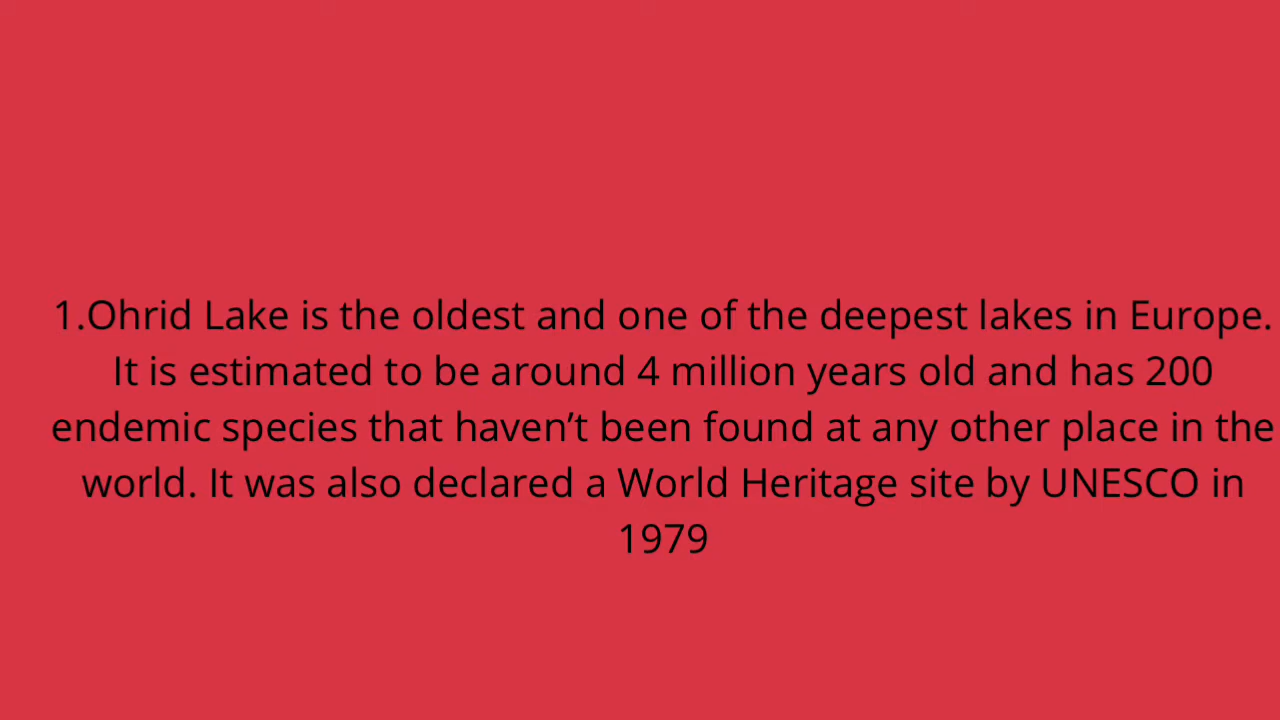 1.Ohrid Lake is the oldest and one of the deepest lakes in Europe.
It is estimated to be around 4 million years old and has 200
endemic species that haven’t been found at any other place in the
world. It was also declared a World Heritage site by UNESCO in
1979